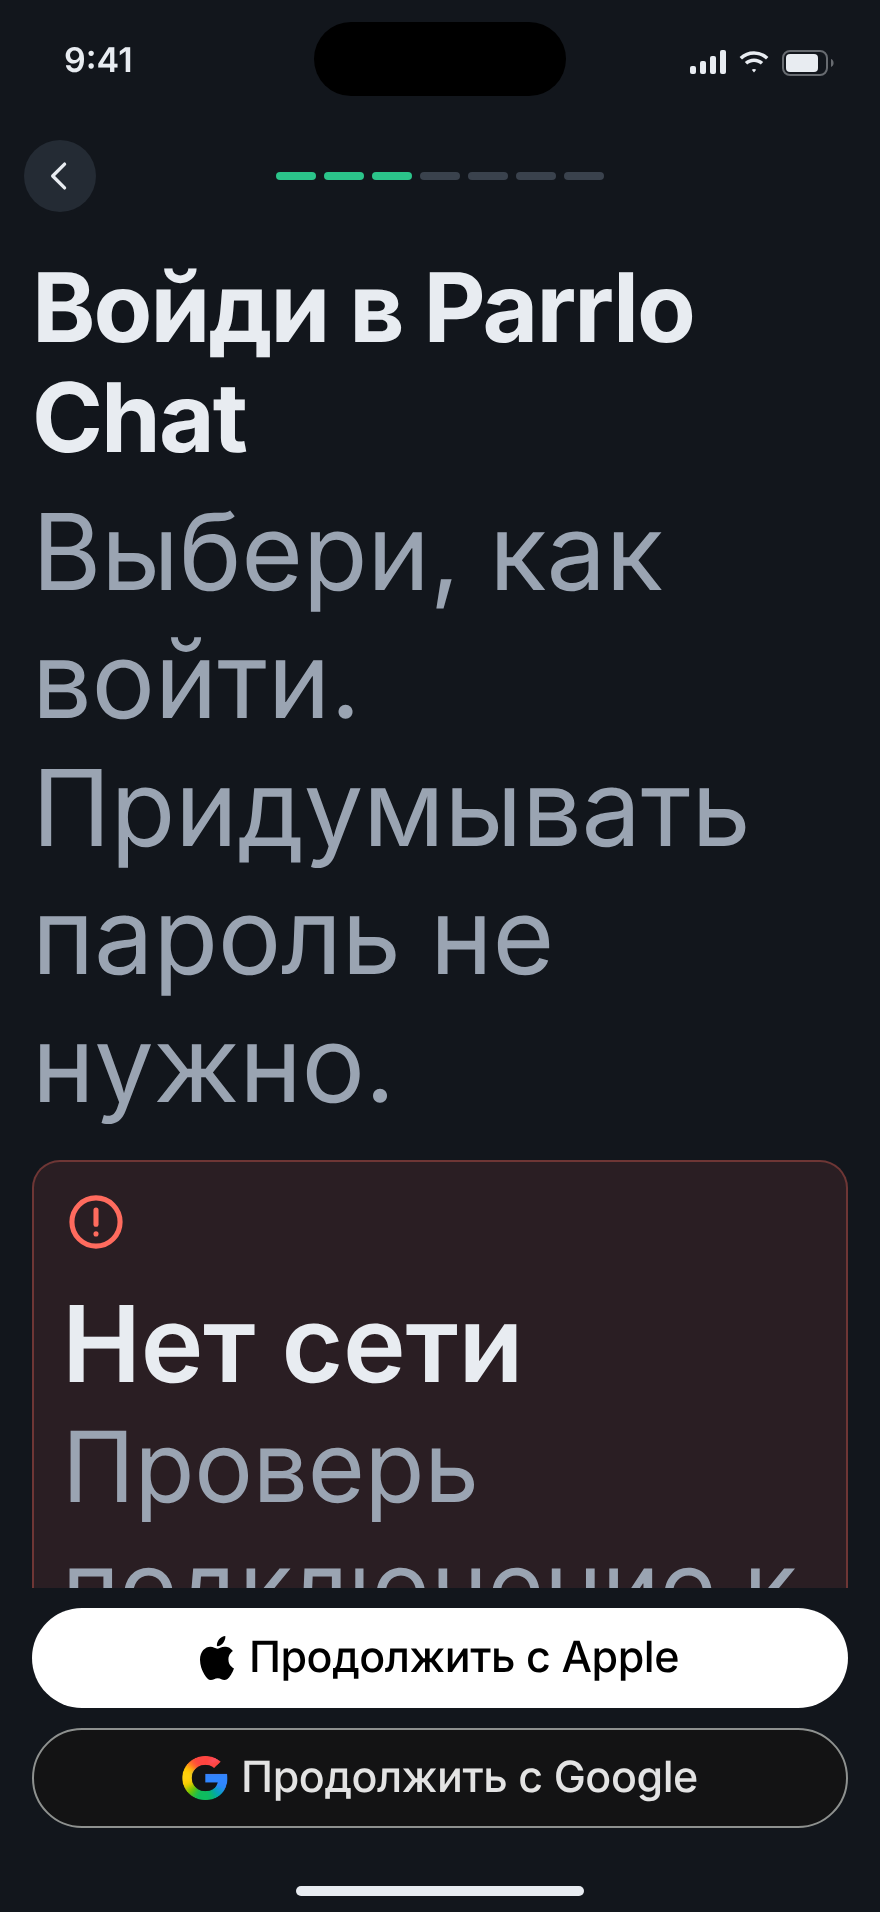 9:41
Войди в Parrlo
Chat
Выбери, как
войти.
Придумывать
пароль не
нужно.
Нет сети
Проверь
подключение к
Продолжить с Apple
Продолжить с Google